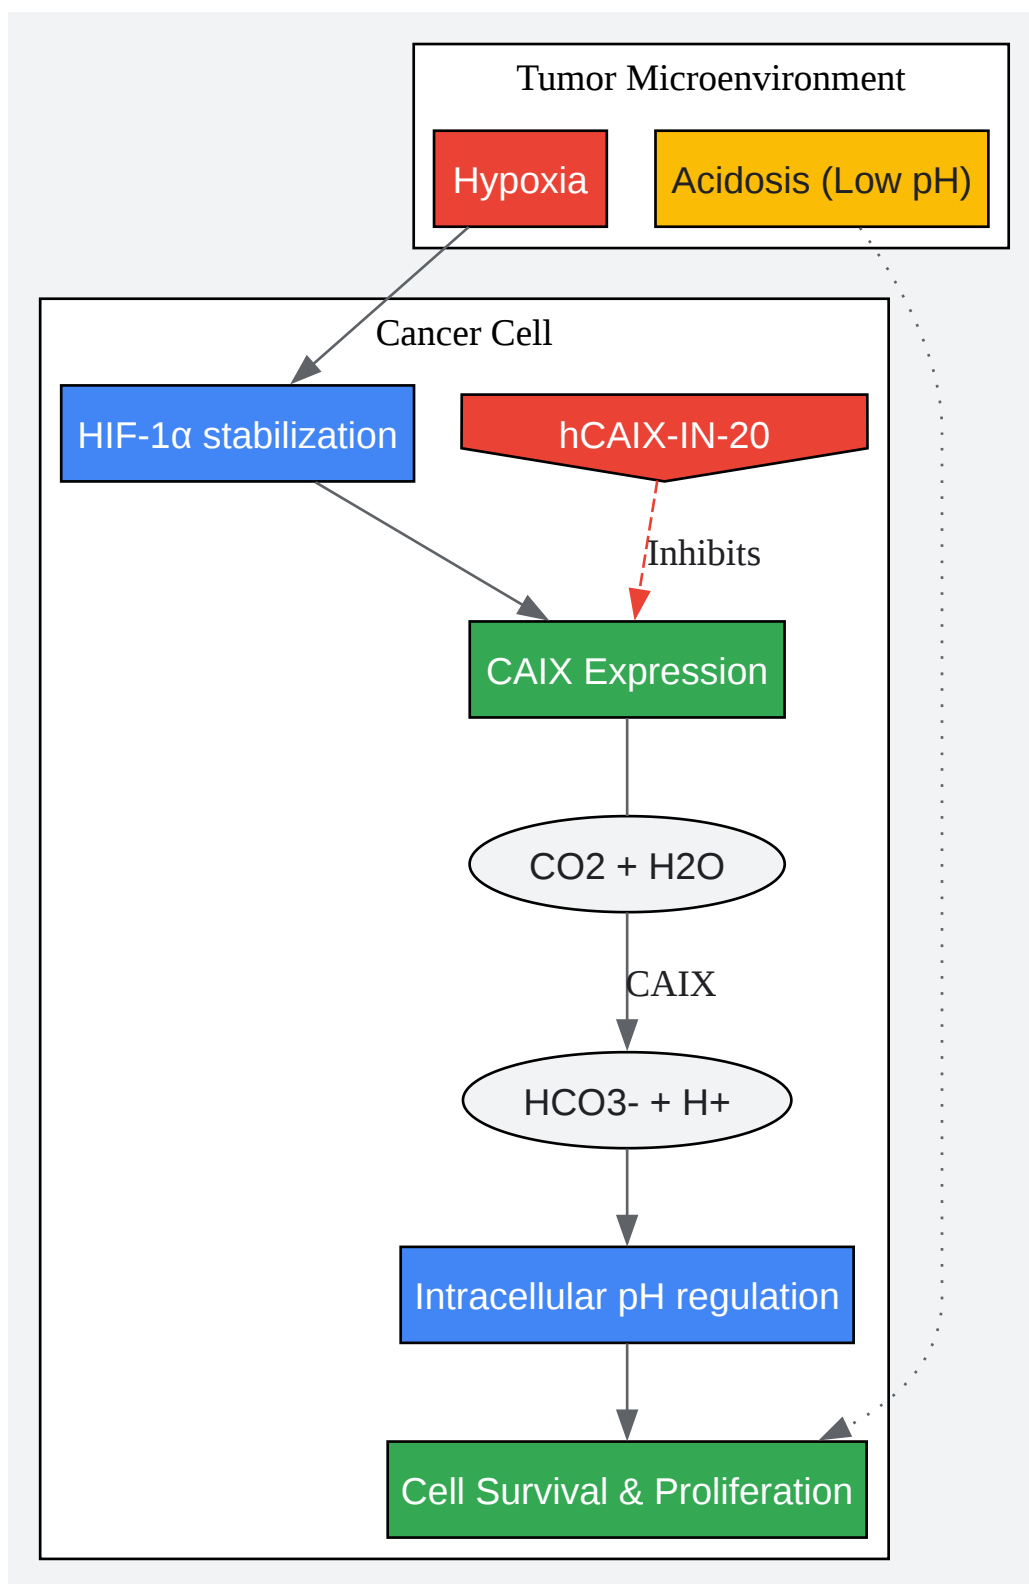 Tumor Microenvironment
Hypoxia
Acidosis (Low pH)
Cancer Cell
HIF-1α stabilization
hCAIX-IN-20
Inhibits
CAIX Expression
CO2 + H2O
CAIX
HCO3- + H+
Intracellular pH regulation
Cell Survival & Proliferation